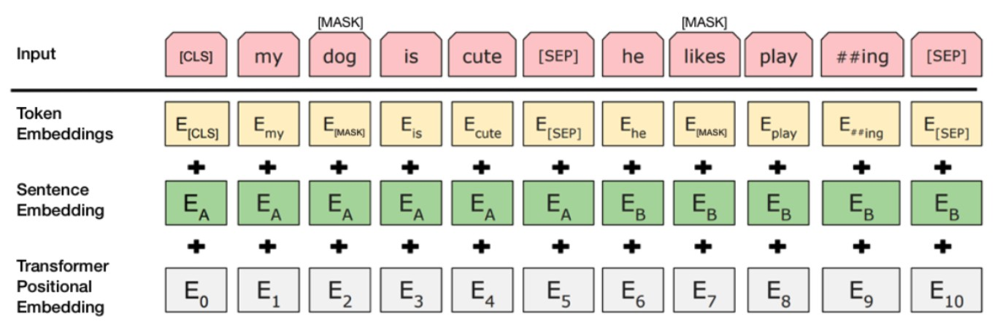 [MASK] [MASK]
Input [CLS] my dog is cute [SEP] he likes play ##ing [SEP]
Token
Embeddings E[CLS] Emy E[MASK] Eis Ecute E[SEP] Ehe E[MASK] Eplay E##ing E[SEP]
+ + + + + + + + + + +
Sentence
Embedding EA EA EA EA EA EA EB EB EB EB EB
+ + + + + + + + + + +
Transformer
Positional
Embedding E0 E1 E2 E3 E4 E5 E6 E7 E8 E9 E10